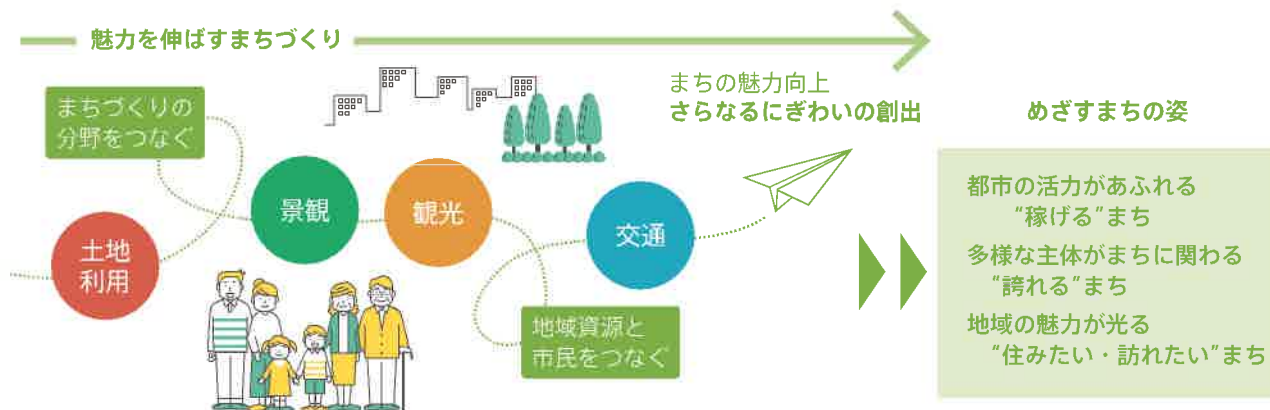 魅力を伸ばすまちづくり
まちづくりの
分野をつなぐ
土地
利用
景観
観光
交通
地域資源と
市民をつなぐ
まちの魅力向上
さらなるにぎわいの創出
めざすまちの姿
都市の活力があふれる
“稼げる”まち
多様な主体がまちに関わる
“誇れる”まち
地域の魅力が光る
“住みたい・訪れたい”まち